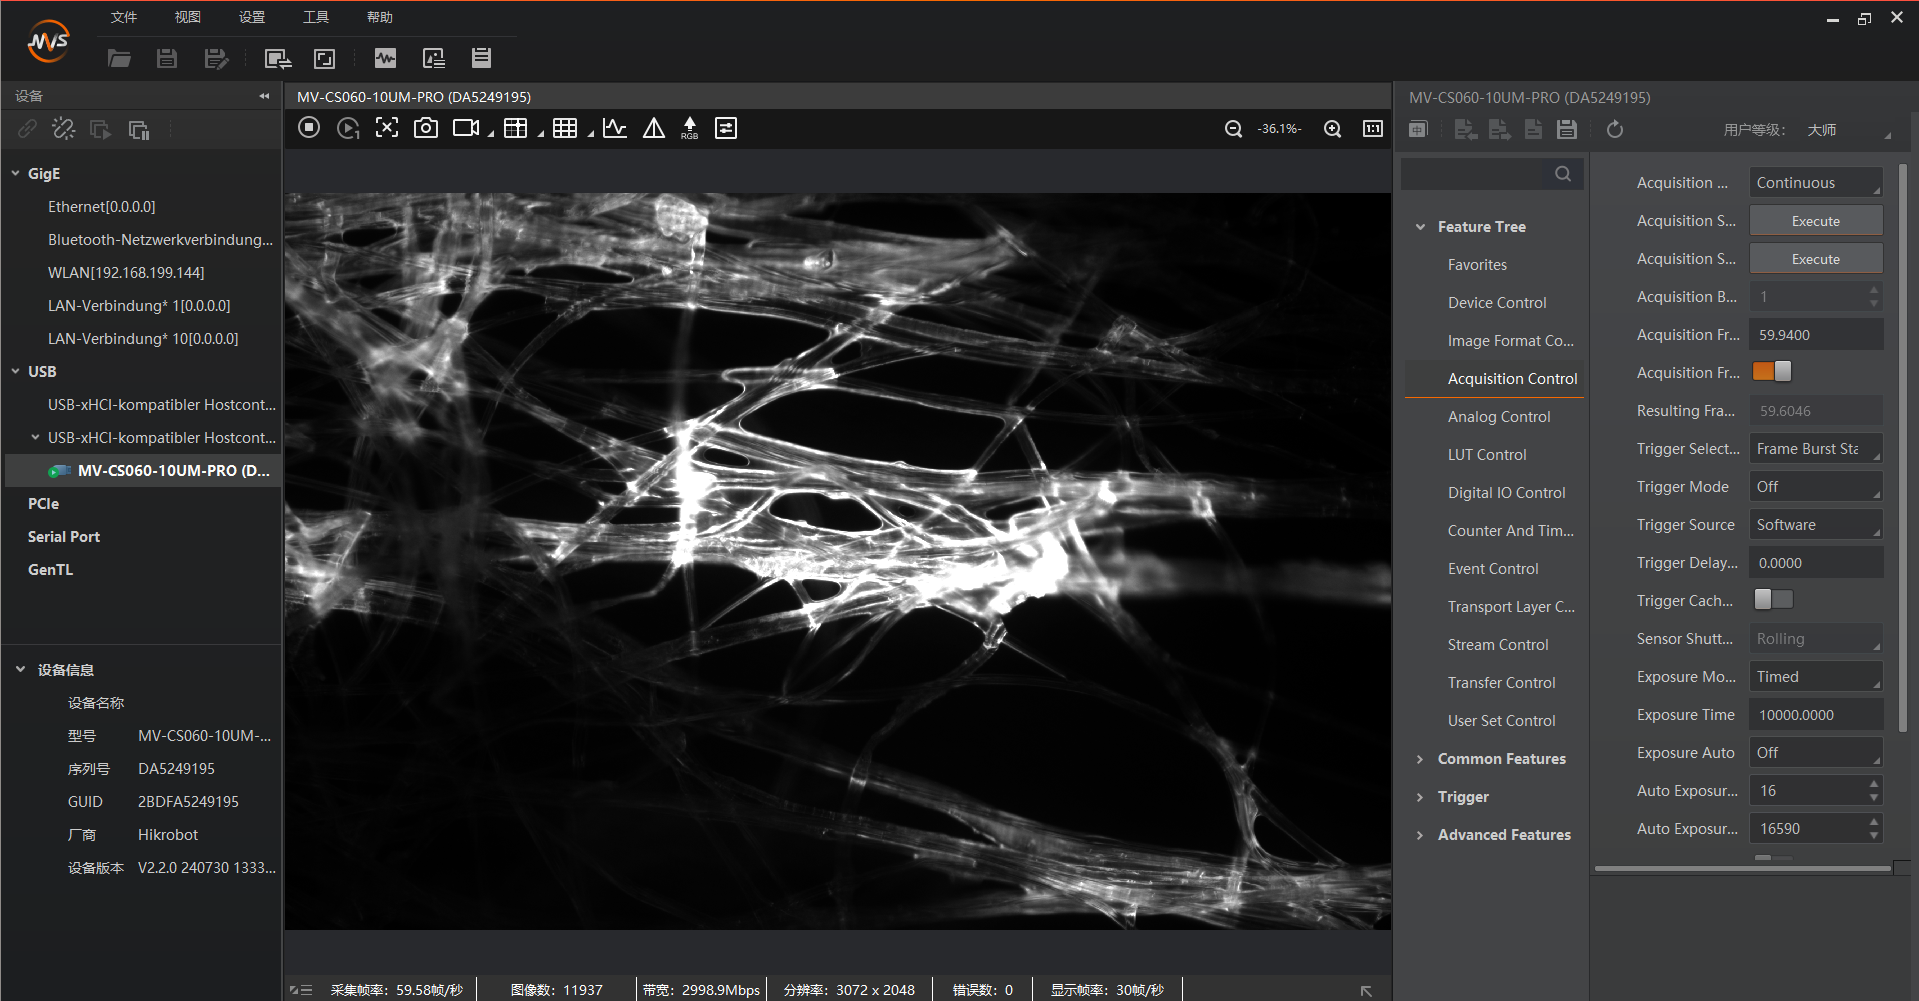 MVS
文件 视图 设置 工具 帮助
设备
GigE
Ethernet[0.0.0.0]
Bluetooth-Netzwerkverbindung...
WLAN[192.168.199.144]
LAN-Verbindung* 1[0.0.0.0]
LAN-Verbindung* 10[0.0.0.0]
USB
USB-xHCI-kompatibler Hostcont...
USB-xHCI-kompatibler Hostcont...
MV-CS060-10UM-PRO (D...
PCIe
Serial Port
GenTL
设备信息
设备名称
型号 MV-CS060-10UM-...
序列号 DA5249195
GUID 2BDFA5249195
厂商 Hikrobot
设备版本 V2.2.0 240730 1333...
MV-CS060-10UM-PRO (DA5249195)
RGB
-36.1%-
1:1
采集帧率: 59.58帧/秒 图像数: 11937 带宽: 2998.9Mbps 分辨率: 3072 x 2048 错误数: 0 显示帧率: 30帧/秒
MV-CS060-10UM-PRO (DA5249195)
中
用户等级: 大师
Feature Tree
Favorites
Device Control
Image Format Co...
Acquisition Control
Analog Control
LUT Control
Digital IO Control
Counter And Tim...
Event Control
Transport Layer C...
Stream Control
Transfer Control
User Set Control
Common Features
Trigger
Advanced Features
Acquisition ... Continuous
Acquisition S... Execute
Acquisition S... Execute
Acquisition B... 1
Acquisition Fr... 59.9400
Acquisition Fr...
Resulting Fra... 59.6046
Trigger Select... Frame Burst Sta
Trigger Mode Off
Trigger Source Software
Trigger Delay... 0.0000
Trigger Cach...
Sensor Shutt... Rolling
Exposure Mo... Timed
Exposure Time 10000.0000
Exposure Auto Off
Auto Exposur... 16
Auto Exposur... 16590